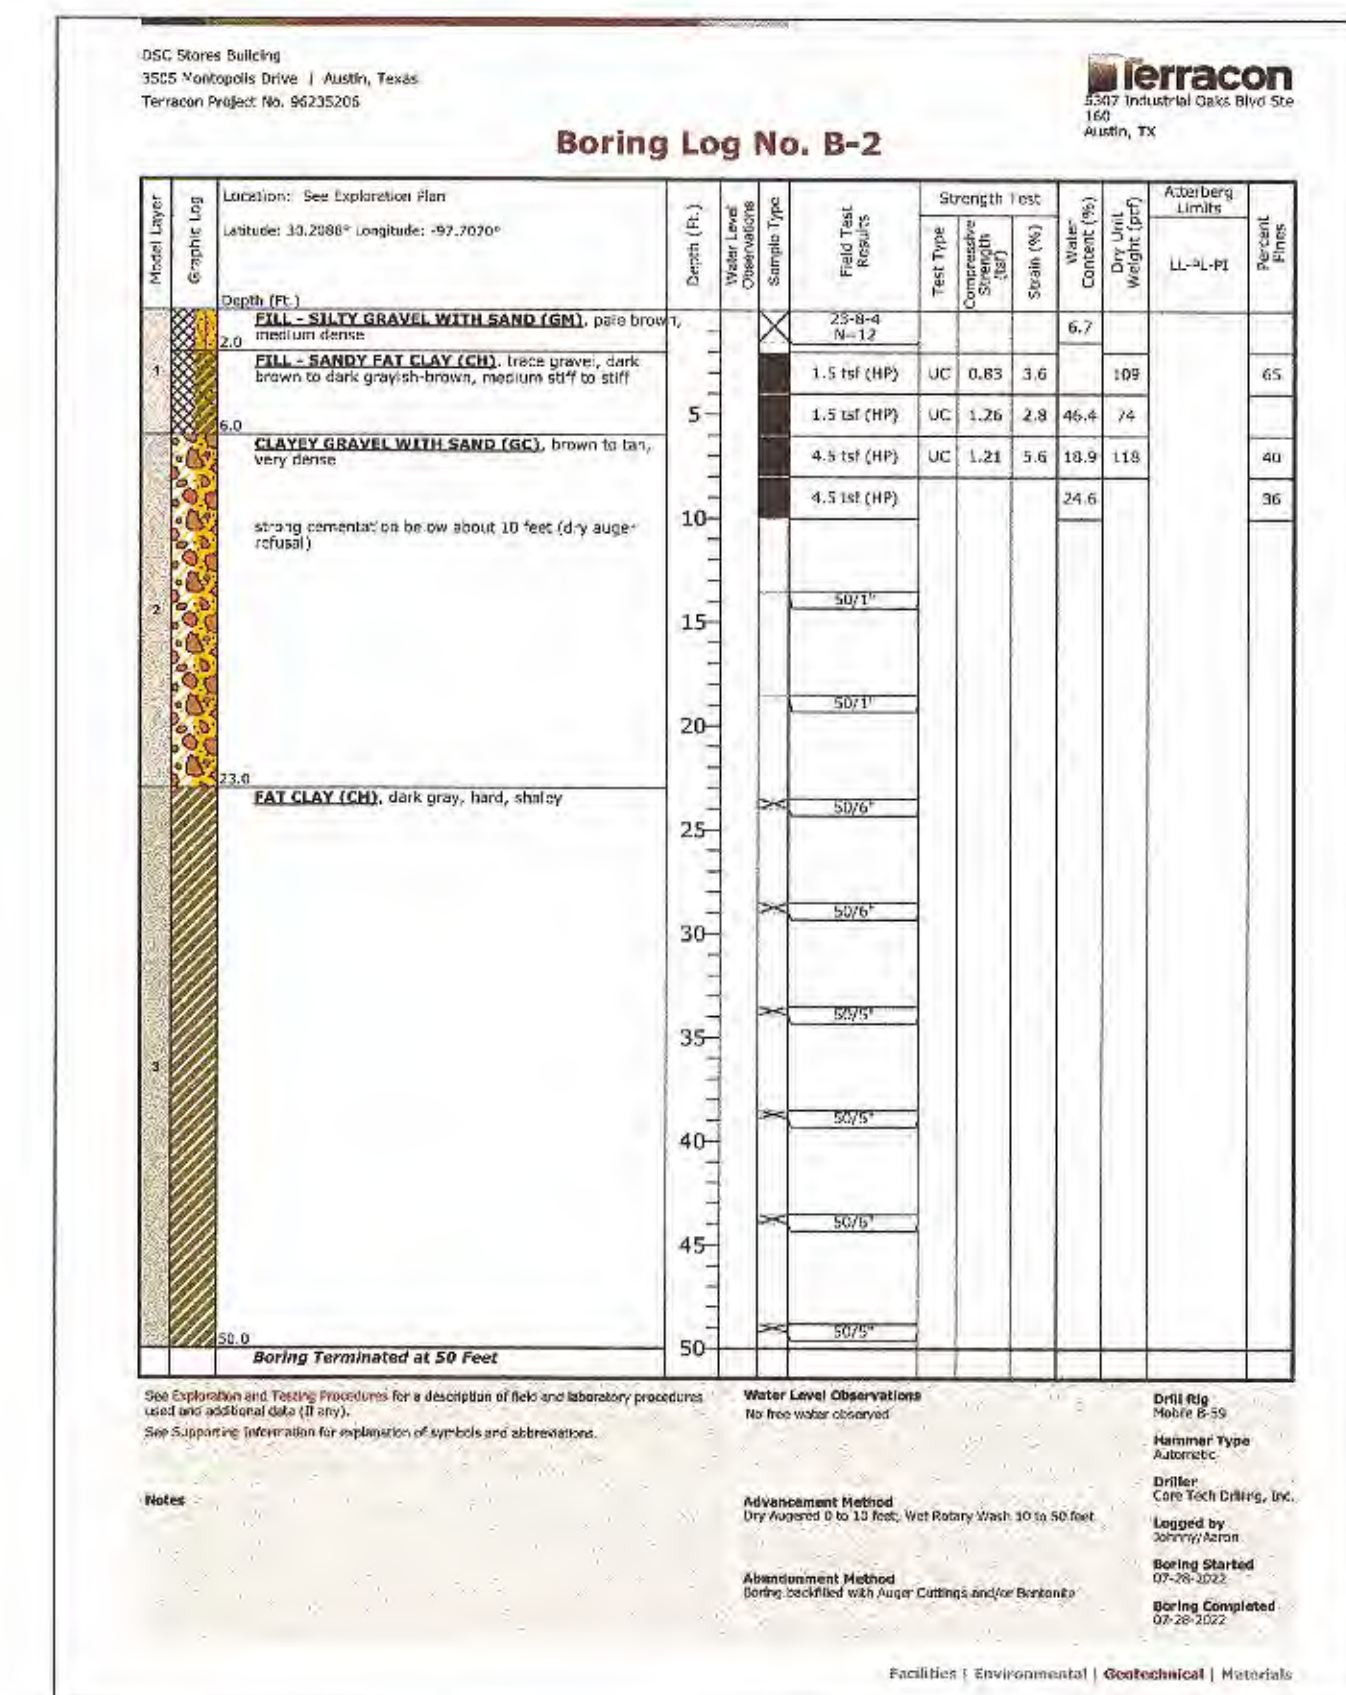 DSC Stores Building
3505 Montopolis Drive | Austin, Texas
Terracon Project No. 96235206
Terracon
5307 Industrial Oaks Blvd Ste
160
Austin, TX
Boring Log No. B-2
Model Layer
Graphic Log
Location: See Exploration Plan
Latitude: 30.2088° Longitude: -97.7070°
Depth (Ft.)
Depth (Ft.)
Water Level
Observations
Sample Type
Field Test
Results
Strength Test
Test Type
Compressive
Strength
(tsf)
Strain (%)
Water
Content (%)
Dry Unit
Weight (pcf)
Atterberg
Limits
LL-PL-PI
Percent
Fines
FILL - SILTY GRAVEL WITH SAND (GM), pale brown,
medium dense
2.0
23-8-4
N=12
6.7
1
FILL - SANDY FAT CLAY (CH), trace gravel, dark
brown to dark grayish-brown, medium stiff to stiff
1.5 tsf (HP) UC 0.83 3.6 109 65
5
1.5 tsf (HP) UC 1.26 2.8 46.4 74
6.0
CLAYEY GRAVEL WITH SAND (GC), brown to tan,
very dense
4.5 tsf (HP) UC 1.21 5.6 18.9 118 40
4.5 tsf (HP) 24.6 36
10
strong cementation below about 10 feet (dry auger
refusal)
50/1"
2
15
50/1"
20
23.0
FAT CLAY (CH), dark gray, hard, shaley
50/6"
25
50/6"
30
50/5"
35
3
50/5"
40
50/6"
45
50/5"
50.0
50
Boring Terminated at 50 Feet
See Exploration and Testing Procedures for a description of field and laboratory procedures
used and additional data (If any).
See Supporting Information for explanation of symbols and abbreviations.
Notes
Water Level Observations
No free water observed
Advancement Method
Dry Augered 0 to 10 feet, Wet Rotary Wash 10 to 50 feet
Abandonment Method
Boring backfilled with Auger Cuttings and/or Bentonite
Drill Rig
Mobile B-59
Hammer Type
Automatic
Driller
Core Tech Drilling, Inc.
Logged by
Johnny/Aaron
Boring Started
07-28-2022
Boring Completed
07-28-2022
Facilities | Environmental | Geotechnical | Materials